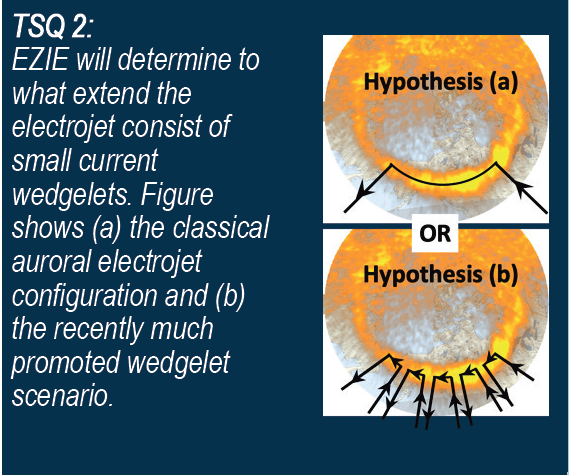 TSQ 2:
EZIE will determine to
what extend the
electrojet consist of
small current
wedgelets. Figure
shows (a) the classical
auroral electrojet
configuration and (b)
the recently much
promoted wedgelet
scenario.
Hypothesis (a)
OR
Hypothesis (b)